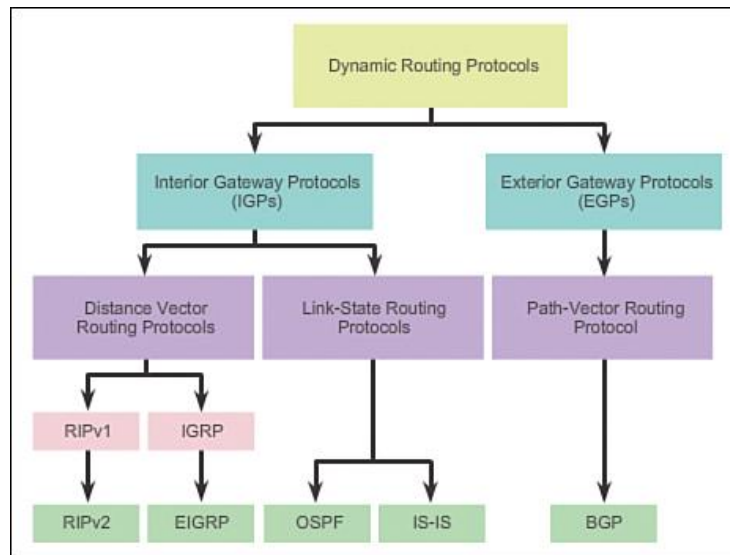 Dynamic Routing Protocols
Interior Gateway Protocols
(IGPs)
Exterior Gateway Protocols
(EGPs)
Distance Vector
Routing Protocols
Link-State Routing
Protocols
Path-Vector Routing
Protocol
RIPv1
IGRP
RIPv2
EIGRP
OSPF
IS-IS
BGP